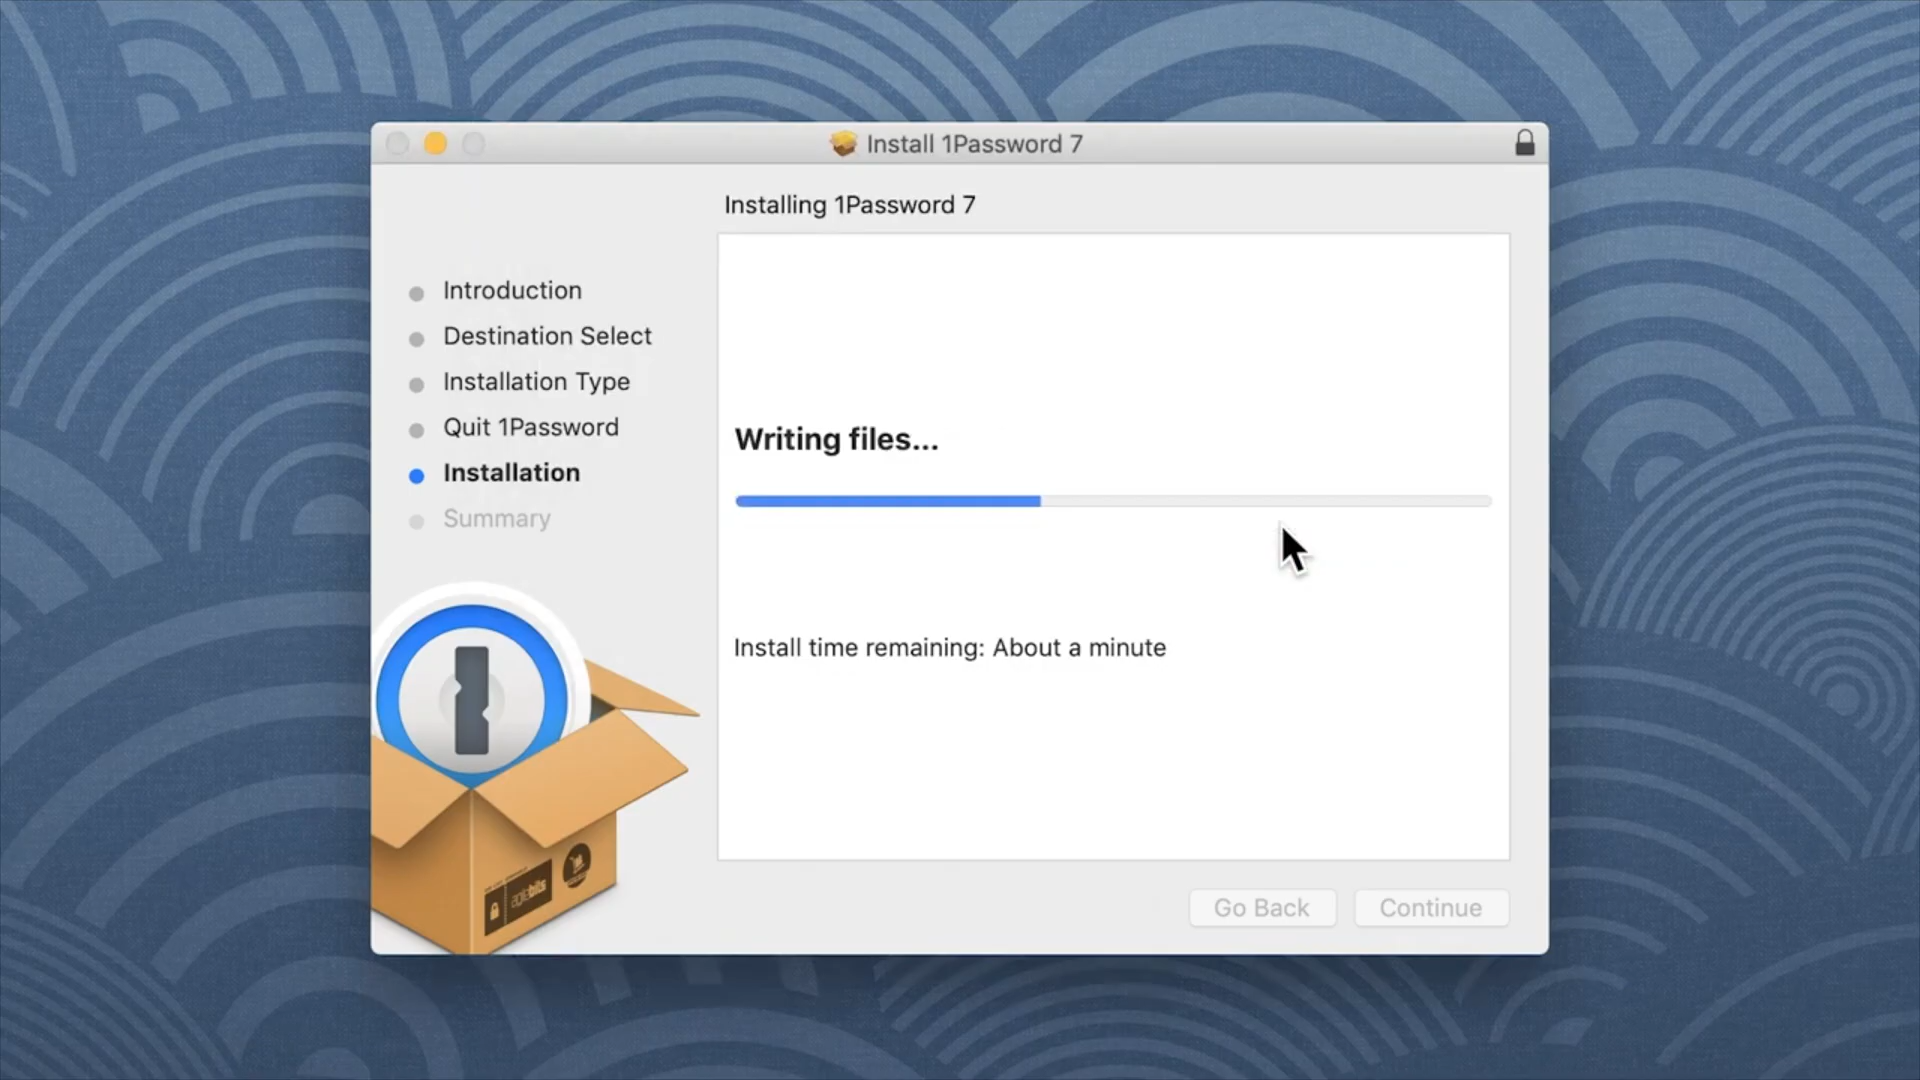 Install 1Password 7
Installing 1Password 7
Introduction
Destination Select
Installation Type
Quit 1Password
Installation
Summary
Writing files...
Install time remaining: About a minute
agilebits
Go Back
Continue